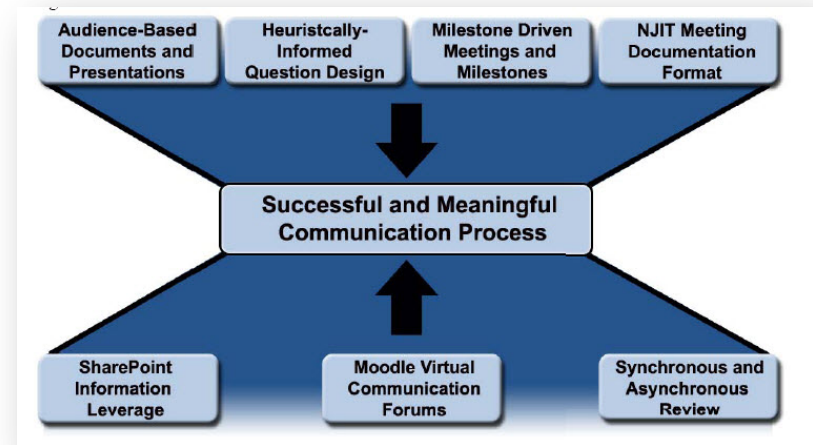 Audience-Based
Documents and
Presentations
Heuristcally-
Informed
Question Design
Milestone Driven
Meetings and
Milestones
NJIT Meeting
Documentation
Format
Successful and Meaningful
Communication Process
SharePoint
Information
Leverage
Moodle Virtual
Communication
Forums
Synchronous and
Asynchronous
Review